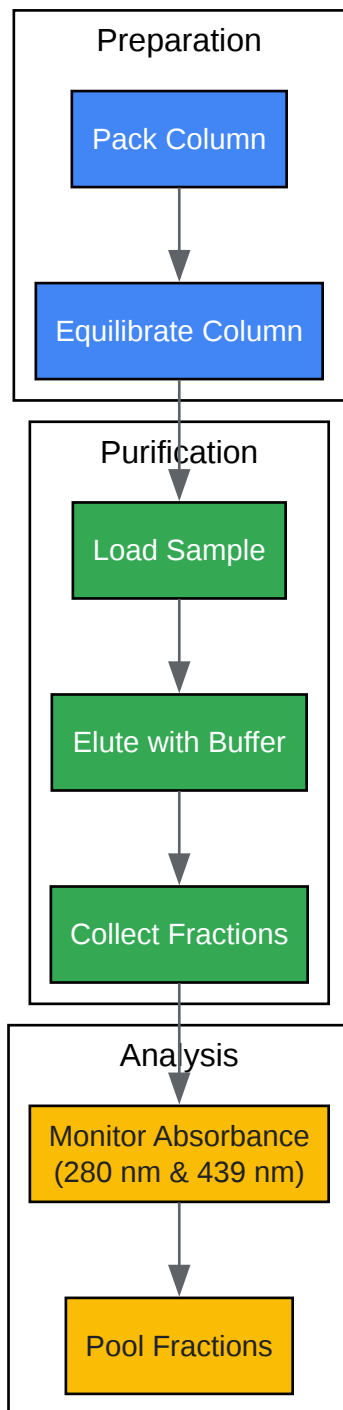 Preparation
Pack Column
Equilibrate Column
Purification
Load Sample
Elute with Buffer
Collect Fractions
Analysis
Monitor Absorbance
(280 nm & 439 nm)
Pool Fractions